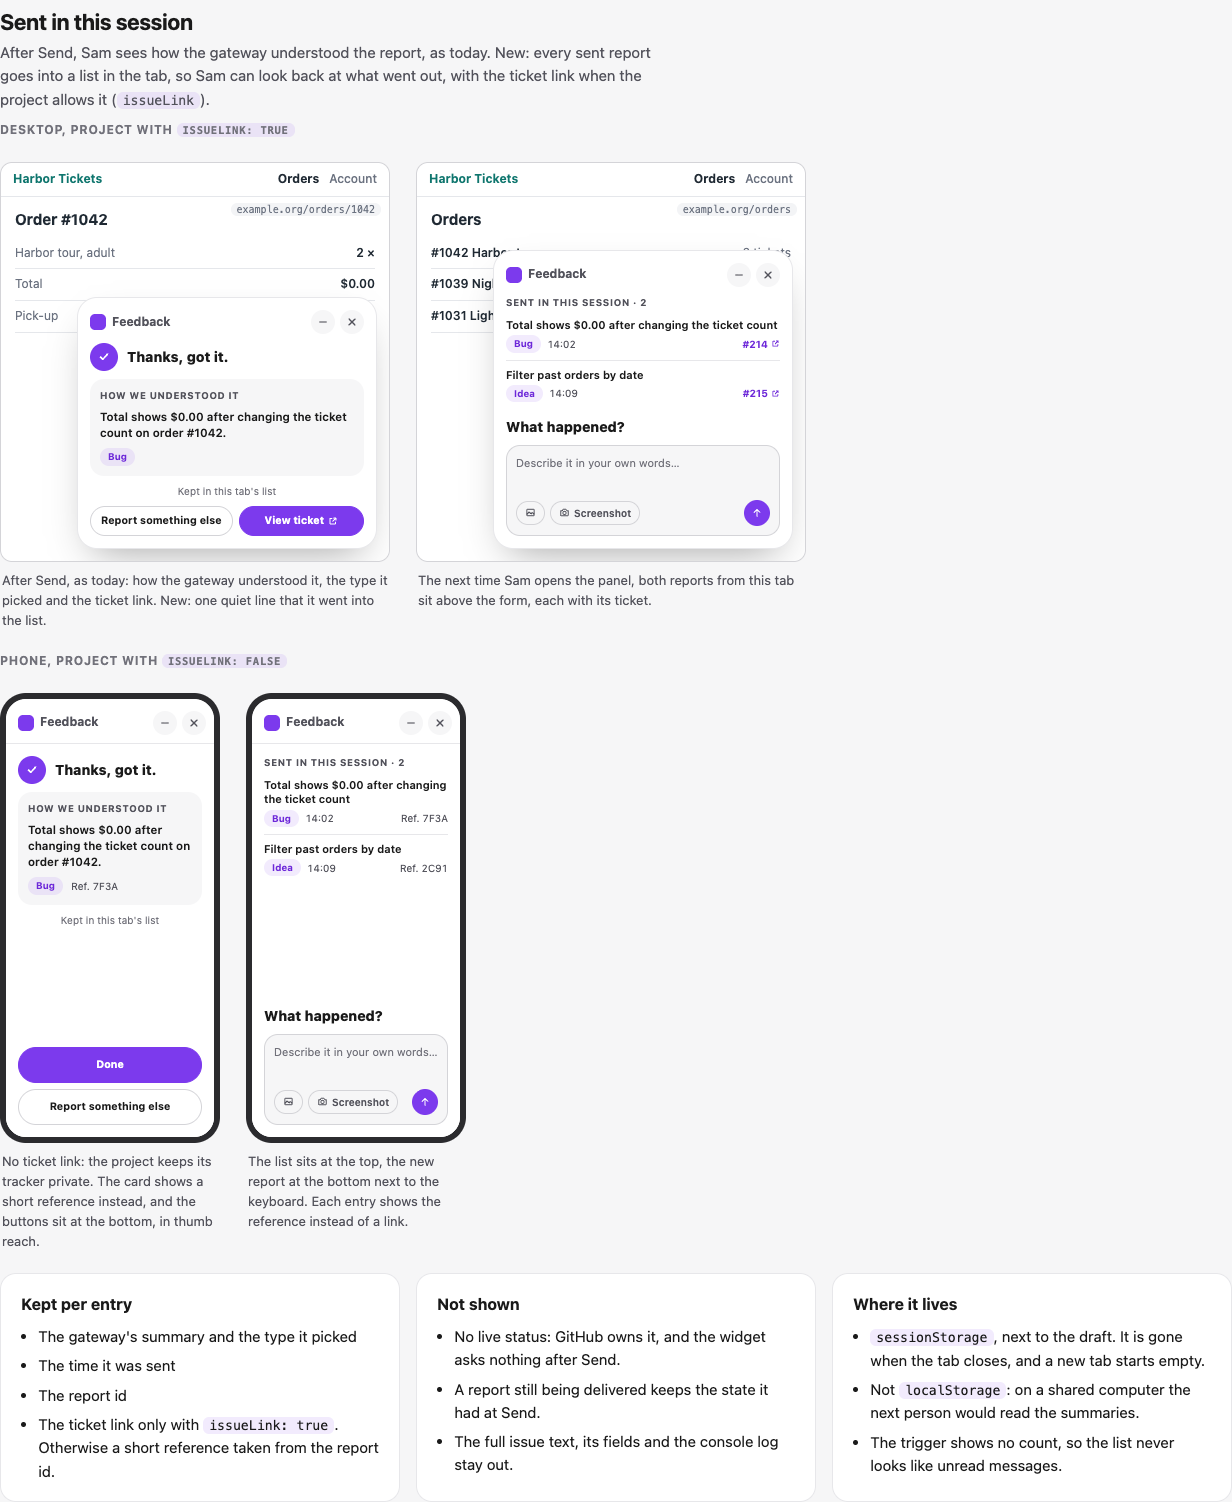 Sent in this session
After Send, Sam sees how the gateway understood the report, as today. New: every sent report
goes into a list in the tab, so Sam can look back at what went out, with the ticket link when the
project allows it ( issueLink ).
DESKTOP, PROJECT WITH ISSUELINK: TRUE
Harbor Tickets
Orders Account
example.org/orders/1042
Order #1042
Harbor tour, adult 2 ×
Total $0.00
Pick-up
Feedback
Thanks, got it.
HOW WE UNDERSTOOD IT
Total shows $0.00 after changing the ticket
count on order #1042.
Bug
Kept in this tab's list
Report something else
View ticket
After Send, as today: how the gateway understood it, the type it
picked and the ticket link. New: one quiet line that it went into
the list.
Harbor Tickets
Orders Account
example.org/orders
Orders
#1042
#1039
#1031
Feedback
SENT IN THIS SESSION · 2
Total shows $0.00 after changing the ticket count
Bug 14:02 #214
Filter past orders by date
Idea 14:09 #215
What happened?
Describe it in your own words...
Screenshot
The next time Sam opens the panel, both reports from this tab
sit above the form, each with its ticket.
PHONE, PROJECT WITH ISSUELINK: FALSE
Feedback
Thanks, got it.
HOW WE UNDERSTOOD IT
Total shows $0.00 after
changing the ticket count on
order #1042.
Bug Ref. 7F3A
Kept in this tab's list
Done
Report something else
No ticket link: the project keeps its
tracker private. The card shows a
short reference instead, and the
buttons sit at the bottom, in thumb
reach.
Feedback
SENT IN THIS SESSION · 2
Total shows $0.00 after changing
the ticket count
Bug 14:02 Ref. 7F3A
Filter past orders by date
Idea 14:09 Ref. 2C91
What happened?
Describe it in your own words...
Screenshot
The list sits at the top, the new
report at the bottom next to the
keyboard. Each entry shows the
reference instead of a link.
Kept per entry
• The gateway's summary and the type it picked
• The time it was sent
• The report id
• The ticket link only with issueLink: true .
Otherwise a short reference taken from the report
id.
Not shown
• No live status: GitHub owns it, and the widget
asks nothing after Send.
• A report still being delivered keeps the state it
had at Send.
• The full issue text, its fields and the console log
stay out.
Where it lives
• sessionStorage , next to the draft. It is gone
when the tab closes, and a new tab starts empty.
• Not localStorage : on a shared computer the
next person would read the summaries.
• The trigger shows no count, so the list never
looks like unread messages.